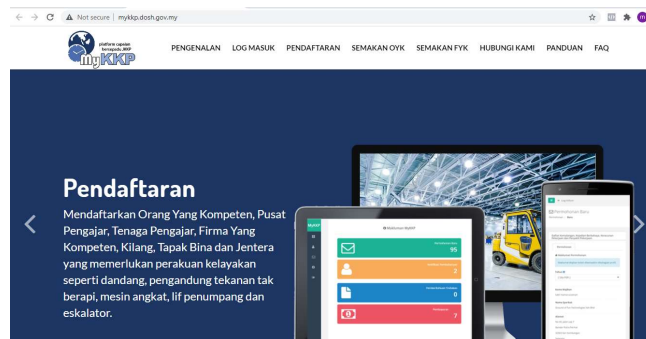 Not secure | mykkp.dosh.gov.my
platform capaian
bersepadu JKKP
MyKKP
PENGENALAN LOG MASUK PENDAFTARAN SEMAKAN OYK SEMAKAN FYK HUBUNGI KAMI PANDUAN FAQ
Pendaftaran
Mendaftarkan Orang Yang Kompeten, Pusat
Pengajar, Tenaga Pengajar, Firma Yang
Kompeten, Kilang, Tapak Bina dan Jentera
yang memerlukan perakuan kelayakan
seperti dandang, pengandung tekanan tak
berapi, mesin angkat, lif penumpang dan
eskalator.
MyKKP
95
2
0
7